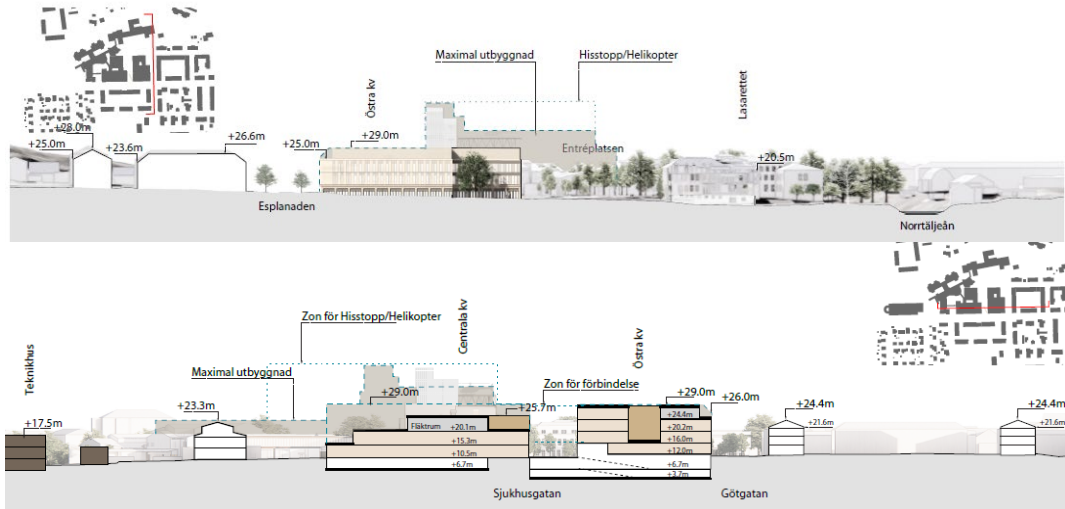 Maximal utbyggnad
Hisstopp/Helikopter
Östra kv
Lasarettet
+28.0m
+25.0m
+23.6m
+26.6m
+25.0m
+29.0m
Entréplatsen
+20.5m
Esplanaden
Norrtäljeån
Zon för Hisstopp/Helikopter
Centrala kv
Teknikhus
Maximal utbyggnad
Östra kv
Zon för förbindelse
+17.5m
+23.3m
+29.0m
+25.7m
+29.0m
+26.0m
+24.4m
+24.4m
Fläktrum
+20.1m
+15.3m
+10.5m
+6.7m
+24.4m
+20.2m
+16.0m
+12.0m
+6.7m
+3.7m
+21.6m
+21.6m
Sjukhusgatan
Götgatan